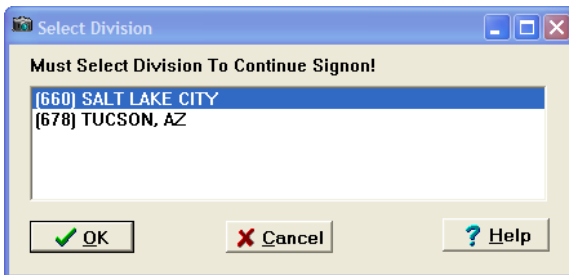 Select Division
Must Select Division To Continue Signon!
(660) SALT LAKE CITY
(678) TUCSON, AZ
OK Cancel Help